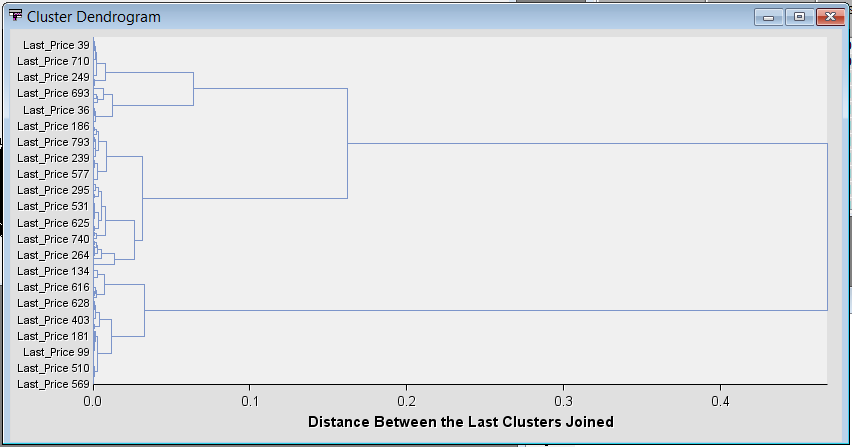 Cluster Dendrogram
Last_Price 39
Last_Price 710
Last_Price 249
Last_Price 693
Last_Price 36
Last_Price 186
Last_Price 793
Last_Price 239
Last_Price 577
Last_Price 295
Last_Price 531
Last_Price 625
Last_Price 740
Last_Price 264
Last_Price 134
Last_Price 616
Last_Price 628
Last_Price 403
Last_Price 181
Last_Price 99
Last_Price 510
Last_Price 569
0.0 0.1 0.2 0.3 0.4
Distance Between the Last Clusters Joined